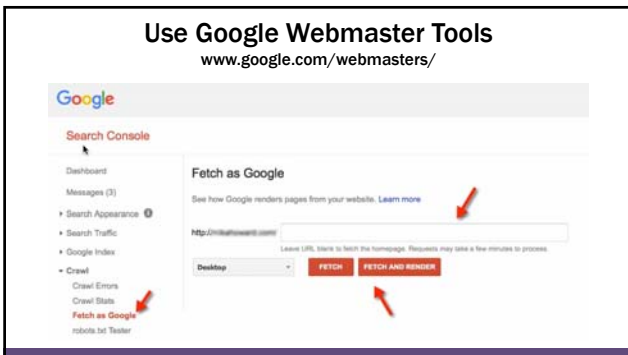 Use Google Webmaster Tools
www.google.com/webmasters/
Google
Search Console
Dashboard
Messages (3)
Search Appearance
Search Traffic
Google Index
Crawl
Crawl Errors
Crawl Stats
Fetch as Google
robots.txt Tester
Fetch as Google
See how Google renders pages from your website. Learn more
http://
Leave URL blank to fetch the homepage. Requests may take a few minutes to process.
Desktop FETCH FETCH AND RENDER